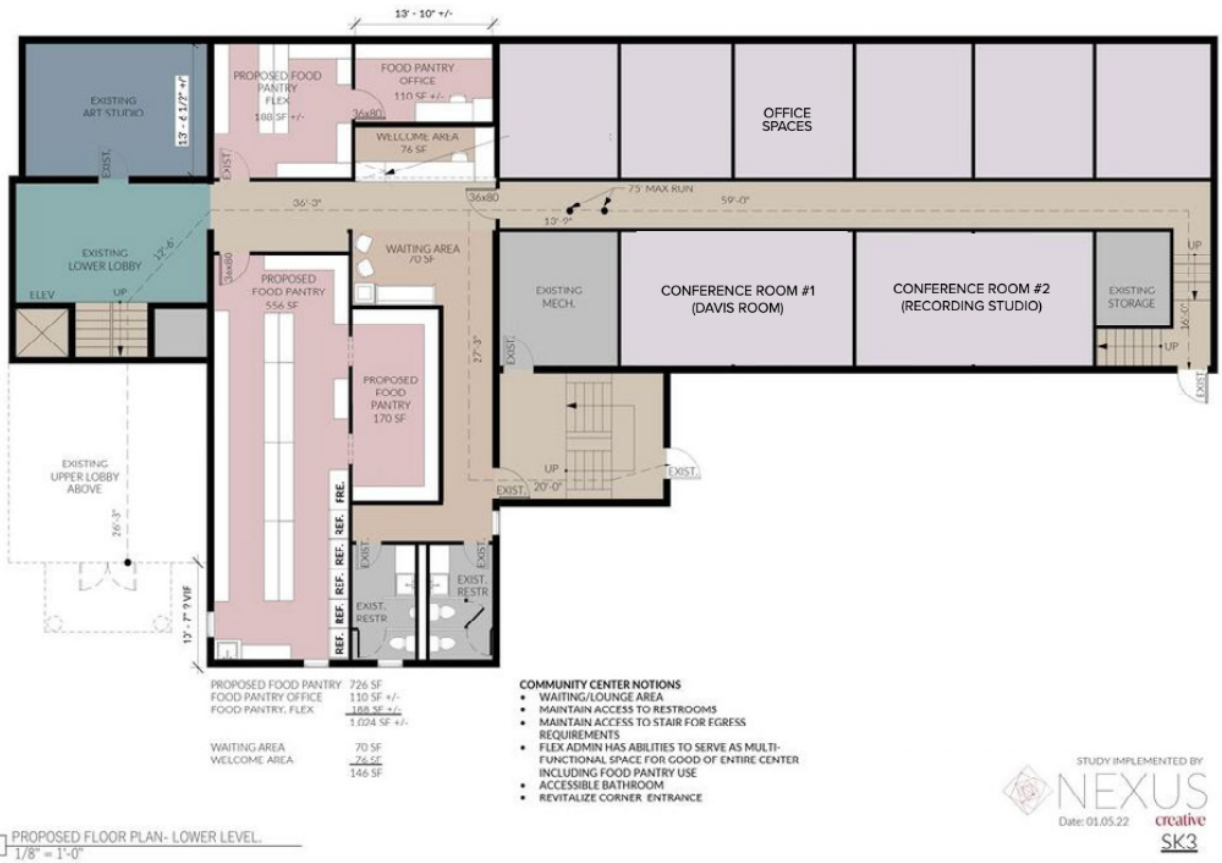 13' - 10" +/-
EXISTING
ART STUDIO
13' - 6 1/2" +/-
EXIST.
PROPOSED FOOD
PANTRY
FLEX
188 SF +/-
EXIST.
36x80
FOOD PANTRY
OFFICE
110 SF +/-
WELCOME AREA
76 SF
OFFICE
SPACES
36'-3"
36x80
75' MAX RUN
13'-9"
59'-0"
EXISTING
LOWER LOBBY
12'-6"
ELEV
UP
36x80
PROPOSED
FOOD PANTRY
556 SF
WAITING AREA
70 SF
EXISTING
MECH.
EXIST.
CONFERENCE ROOM #1
(DAVIS ROOM)
CONFERENCE ROOM #2
(RECORDING STUDIO)
EXISTING
STORAGE
UP
UP
16'-0"
EXIST.
27'-3"
PROPOSED
FOOD
PANTRY
170 SF
UP
20'-0"
EXIST.
EXIST.
EXISTING
UPPER LOBBY
ABOVE
26'-3"
FRE.
REF.
REF.
REF.
REF.
REF.
EXIST.
EXIST.
EXIST.
RESTR
EXIST.
RESTR
13' - 7" ? VIF
PROPOSED FOOD PANTRY 726 SF
FOOD PANTRY OFFICE 110 SF +/-
FOOD PANTRY. FLEX 188 SF +/-
1,024 SF +/-
WAITING AREA 70 SF
WELCOME AREA 76 SF
146 SF
COMMUNITY CENTER NOTIONS
• WAITING/LOUNGE AREA
• MAINTAIN ACCESS TO RESTROOMS
• MAINTAIN ACCESS TO STAIR FOR EGRESS
REQUIREMENTS
• FLEX ADMIN HAS ABILITIES TO SERVE AS MULTI-
FUNCTIONAL SPACE FOR GOOD OF ENTIRE CENTER
INCLUDING FOOD PANTRY USE
• ACCESSIBLE BATHROOM
• REVITALIZE CORNER ENTRANCE
STUDY IMPLEMENTED BY
NEXUS
creative
Date: 01.05.22
SK3
PROPOSED FLOOR PLAN- LOWER LEVEL.
1/8" = 1'-0"